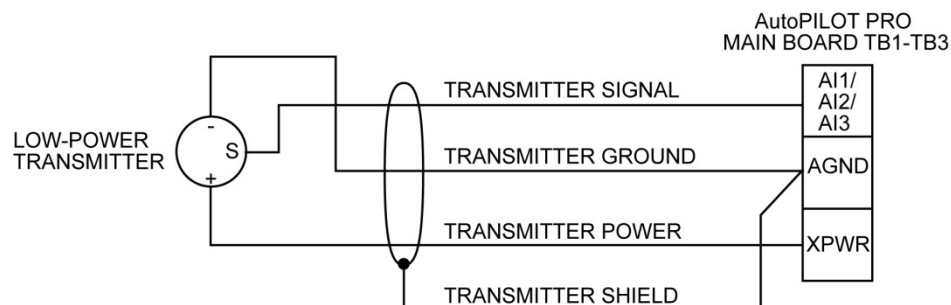 AutoPILOT PRO
MAIN BOARD TB1-TB3
TRANSMITTER SIGNAL
AI1/
AI2/
AI3
-
LOW-POWER
TRANSMITTER
S
+
TRANSMITTER GROUND
AGND
TRANSMITTER POWER
XPWR
TRANSMITTER SHIELD